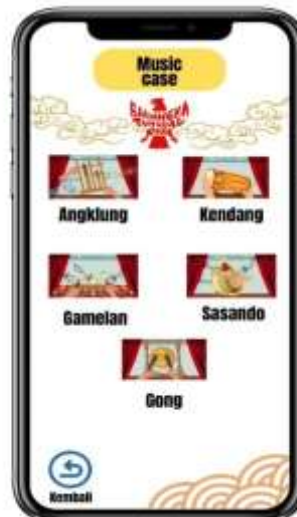 Music
case
Angklung
Kendang
Gamelan
Sasando
Gong
Kembali